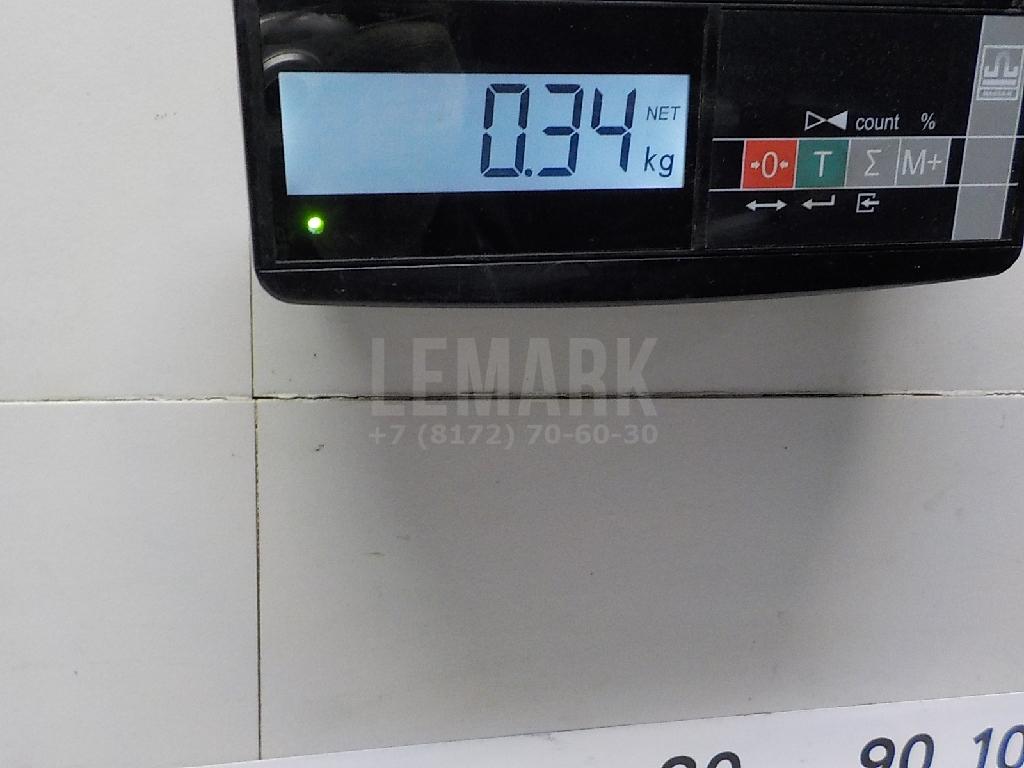 0.34 NET
kg
count %
→0← T Σ M+
LEMARK
+7 (8172) 70-60-30
90 10